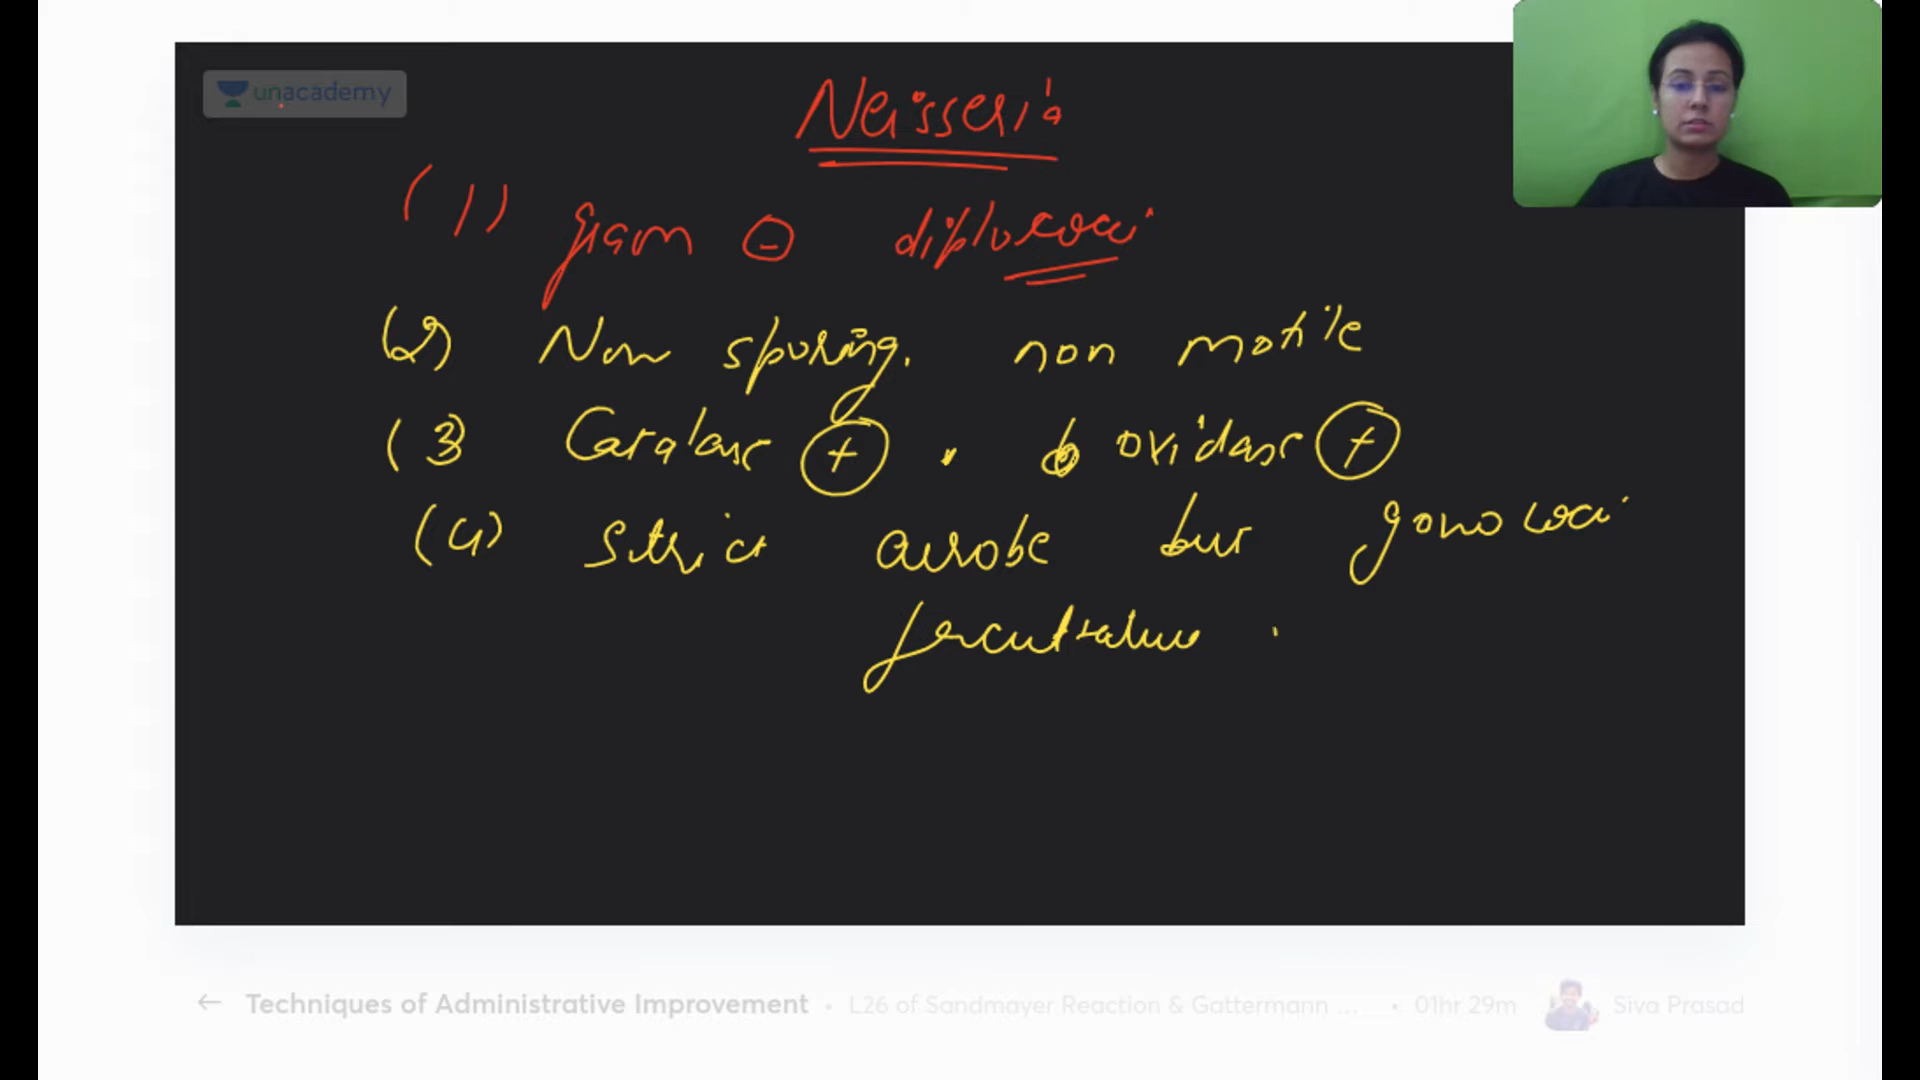 unacademy
Neisseria
(1) gram ⊖ diplococci
(2) Non sporing, non motile
(3) Catalase ⊕ , oxidase ⊕
(4) Strict aerobe but gonococci
← Techniques of Administrative Improvement • L26 of Sandmayer Reaction & Gattermann ... • 01hr 29m Siva Prasad